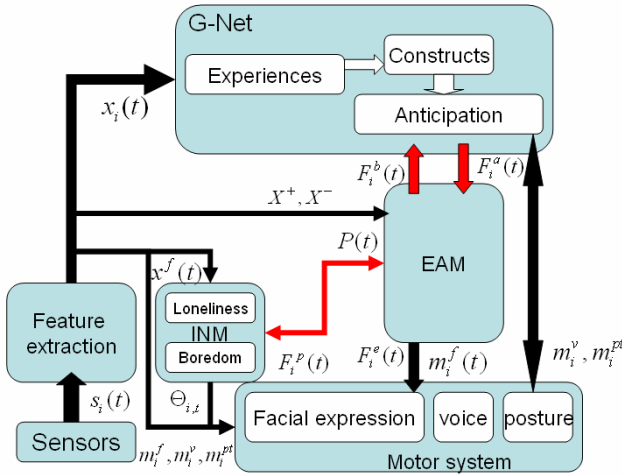 G-Net
Experiences
Constructs
Anticipation
x_i(t)
F_i^b(t)
F_i^a(t)
X^+, X^-
P(t)
EAM
x^f(t)
Loneliness
INM
Boredom
Feature
extraction
F_i^p(t)
F_i^e(t)
m_i^f(t)
m_i^v, m_i^pt
s_i(t)
Θ_i,t
Sensors
m_i^f, m_i^v, m_i^pt
Facial expression
voice
posture
Motor system